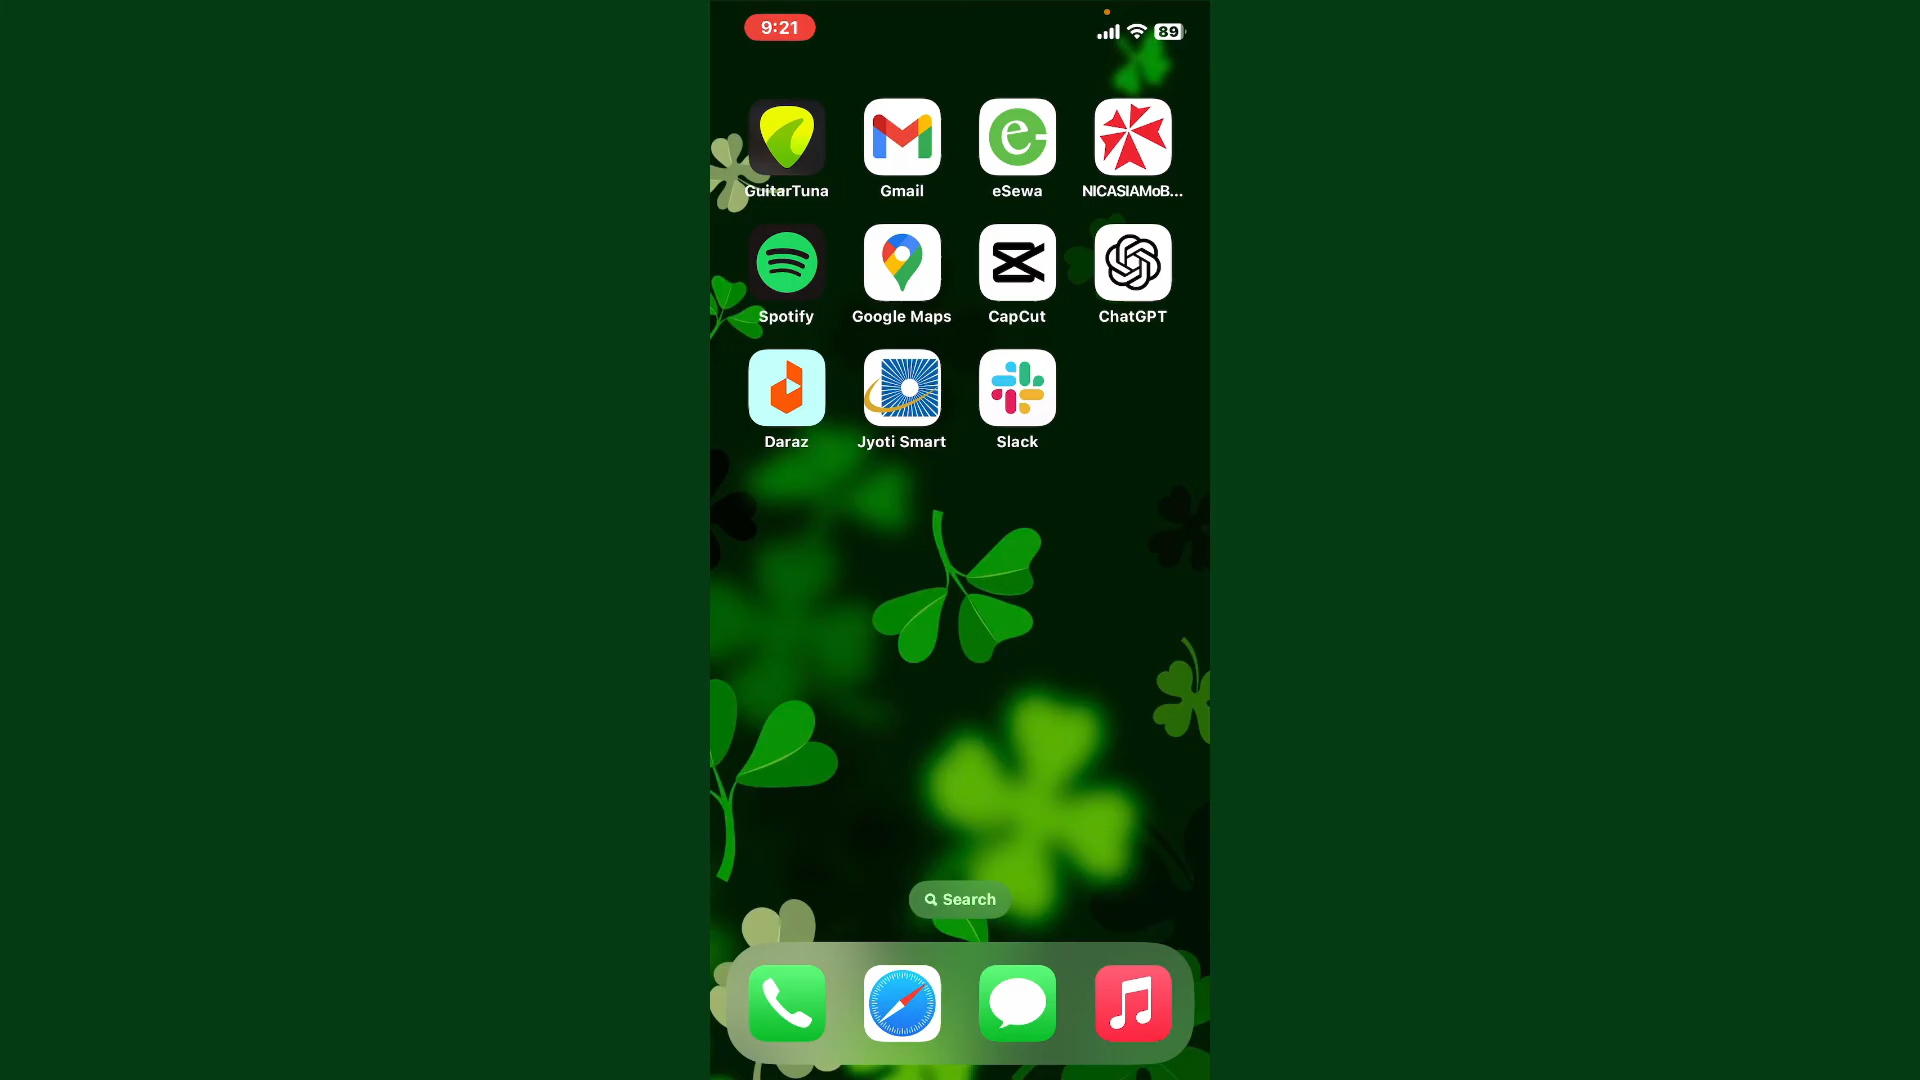 9:21
89
GuitarTuna
Gmail
eSewa
NICASIAMoB...
Spotify
Google Maps
CapCut
ChatGPT
Daraz
Jyoti Smart
Slack
Search